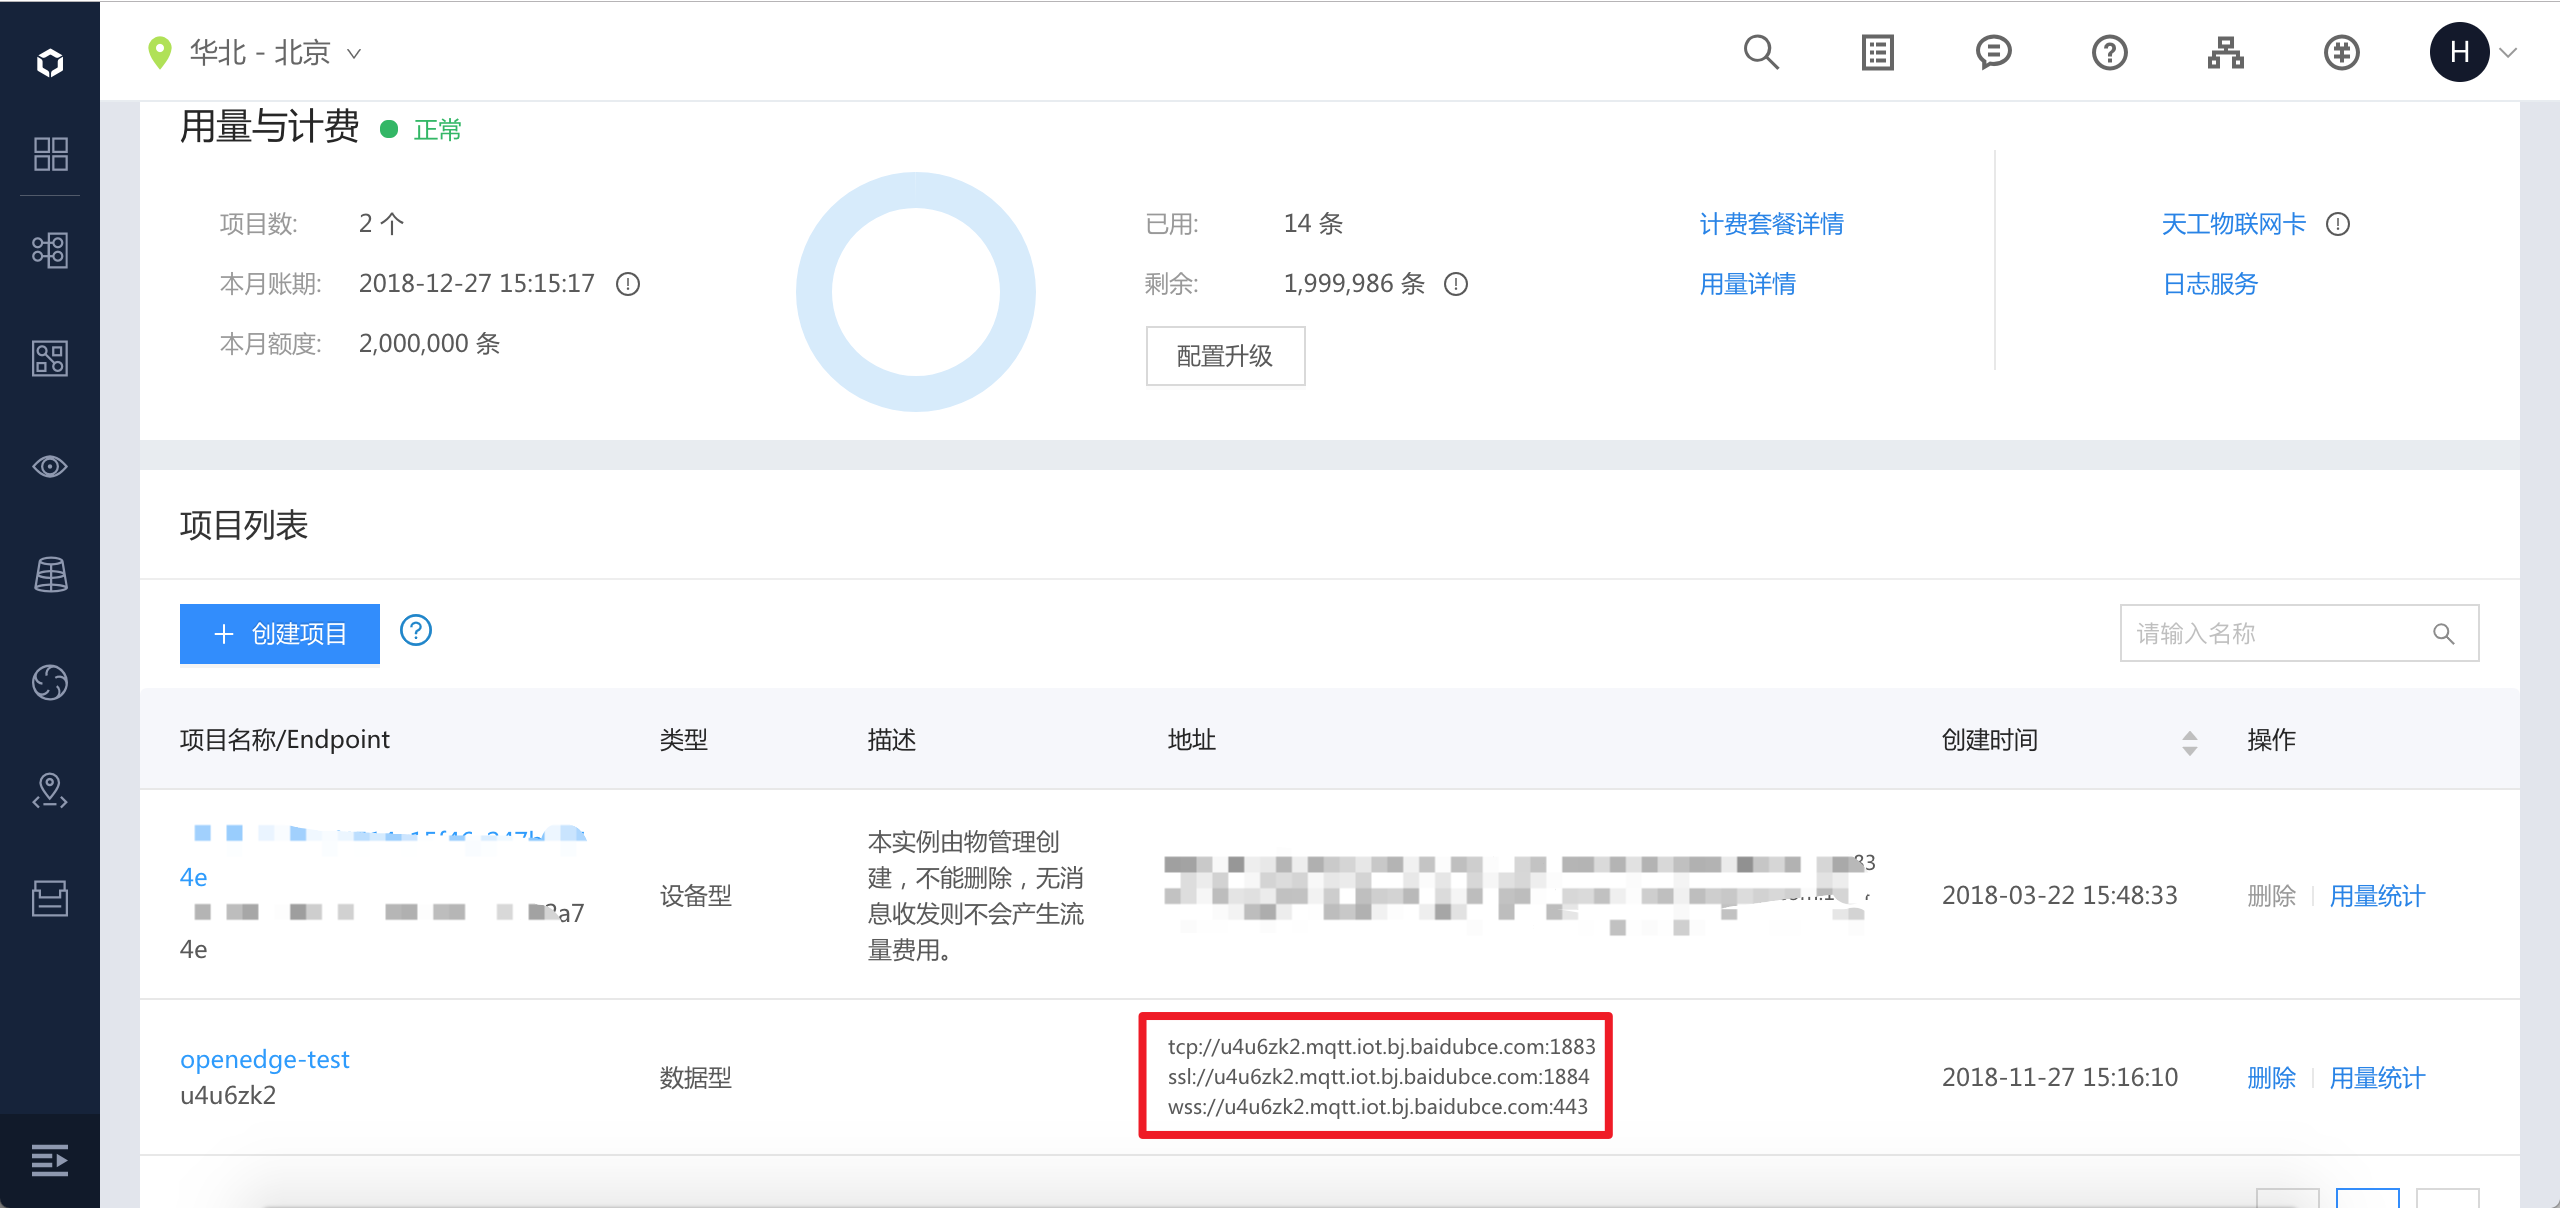 华北 - 北京
H
用量与计费 正常
项目数: 2 个
本月账期: 2018-12-27 15:15:17
本月额度: 2,000,000 条
已用: 14 条
剩余: 1,999,986 条
配置升级
计费套餐详情
用量详情
天工物联网卡
日志服务
项目列表
创建项目
请输入名称
项目名称/Endpoint 类型 描述 地址 创建时间 操作
4e
4e
设备型
本实例由物管理创
建，不能删除，无消
息收发则不会产生流
量费用。
2018-03-22 15:48:33
删除 用量统计
openedge-test
u4u6zk2
数据型
tcp://u4u6zk2.mqtt.iot.bj.baidubce.com:1883
ssl://u4u6zk2.mqtt.iot.bj.baidubce.com:1884
wss://u4u6zk2.mqtt.iot.bj.baidubce.com:443
2018-11-27 15:16:10
删除 用量统计